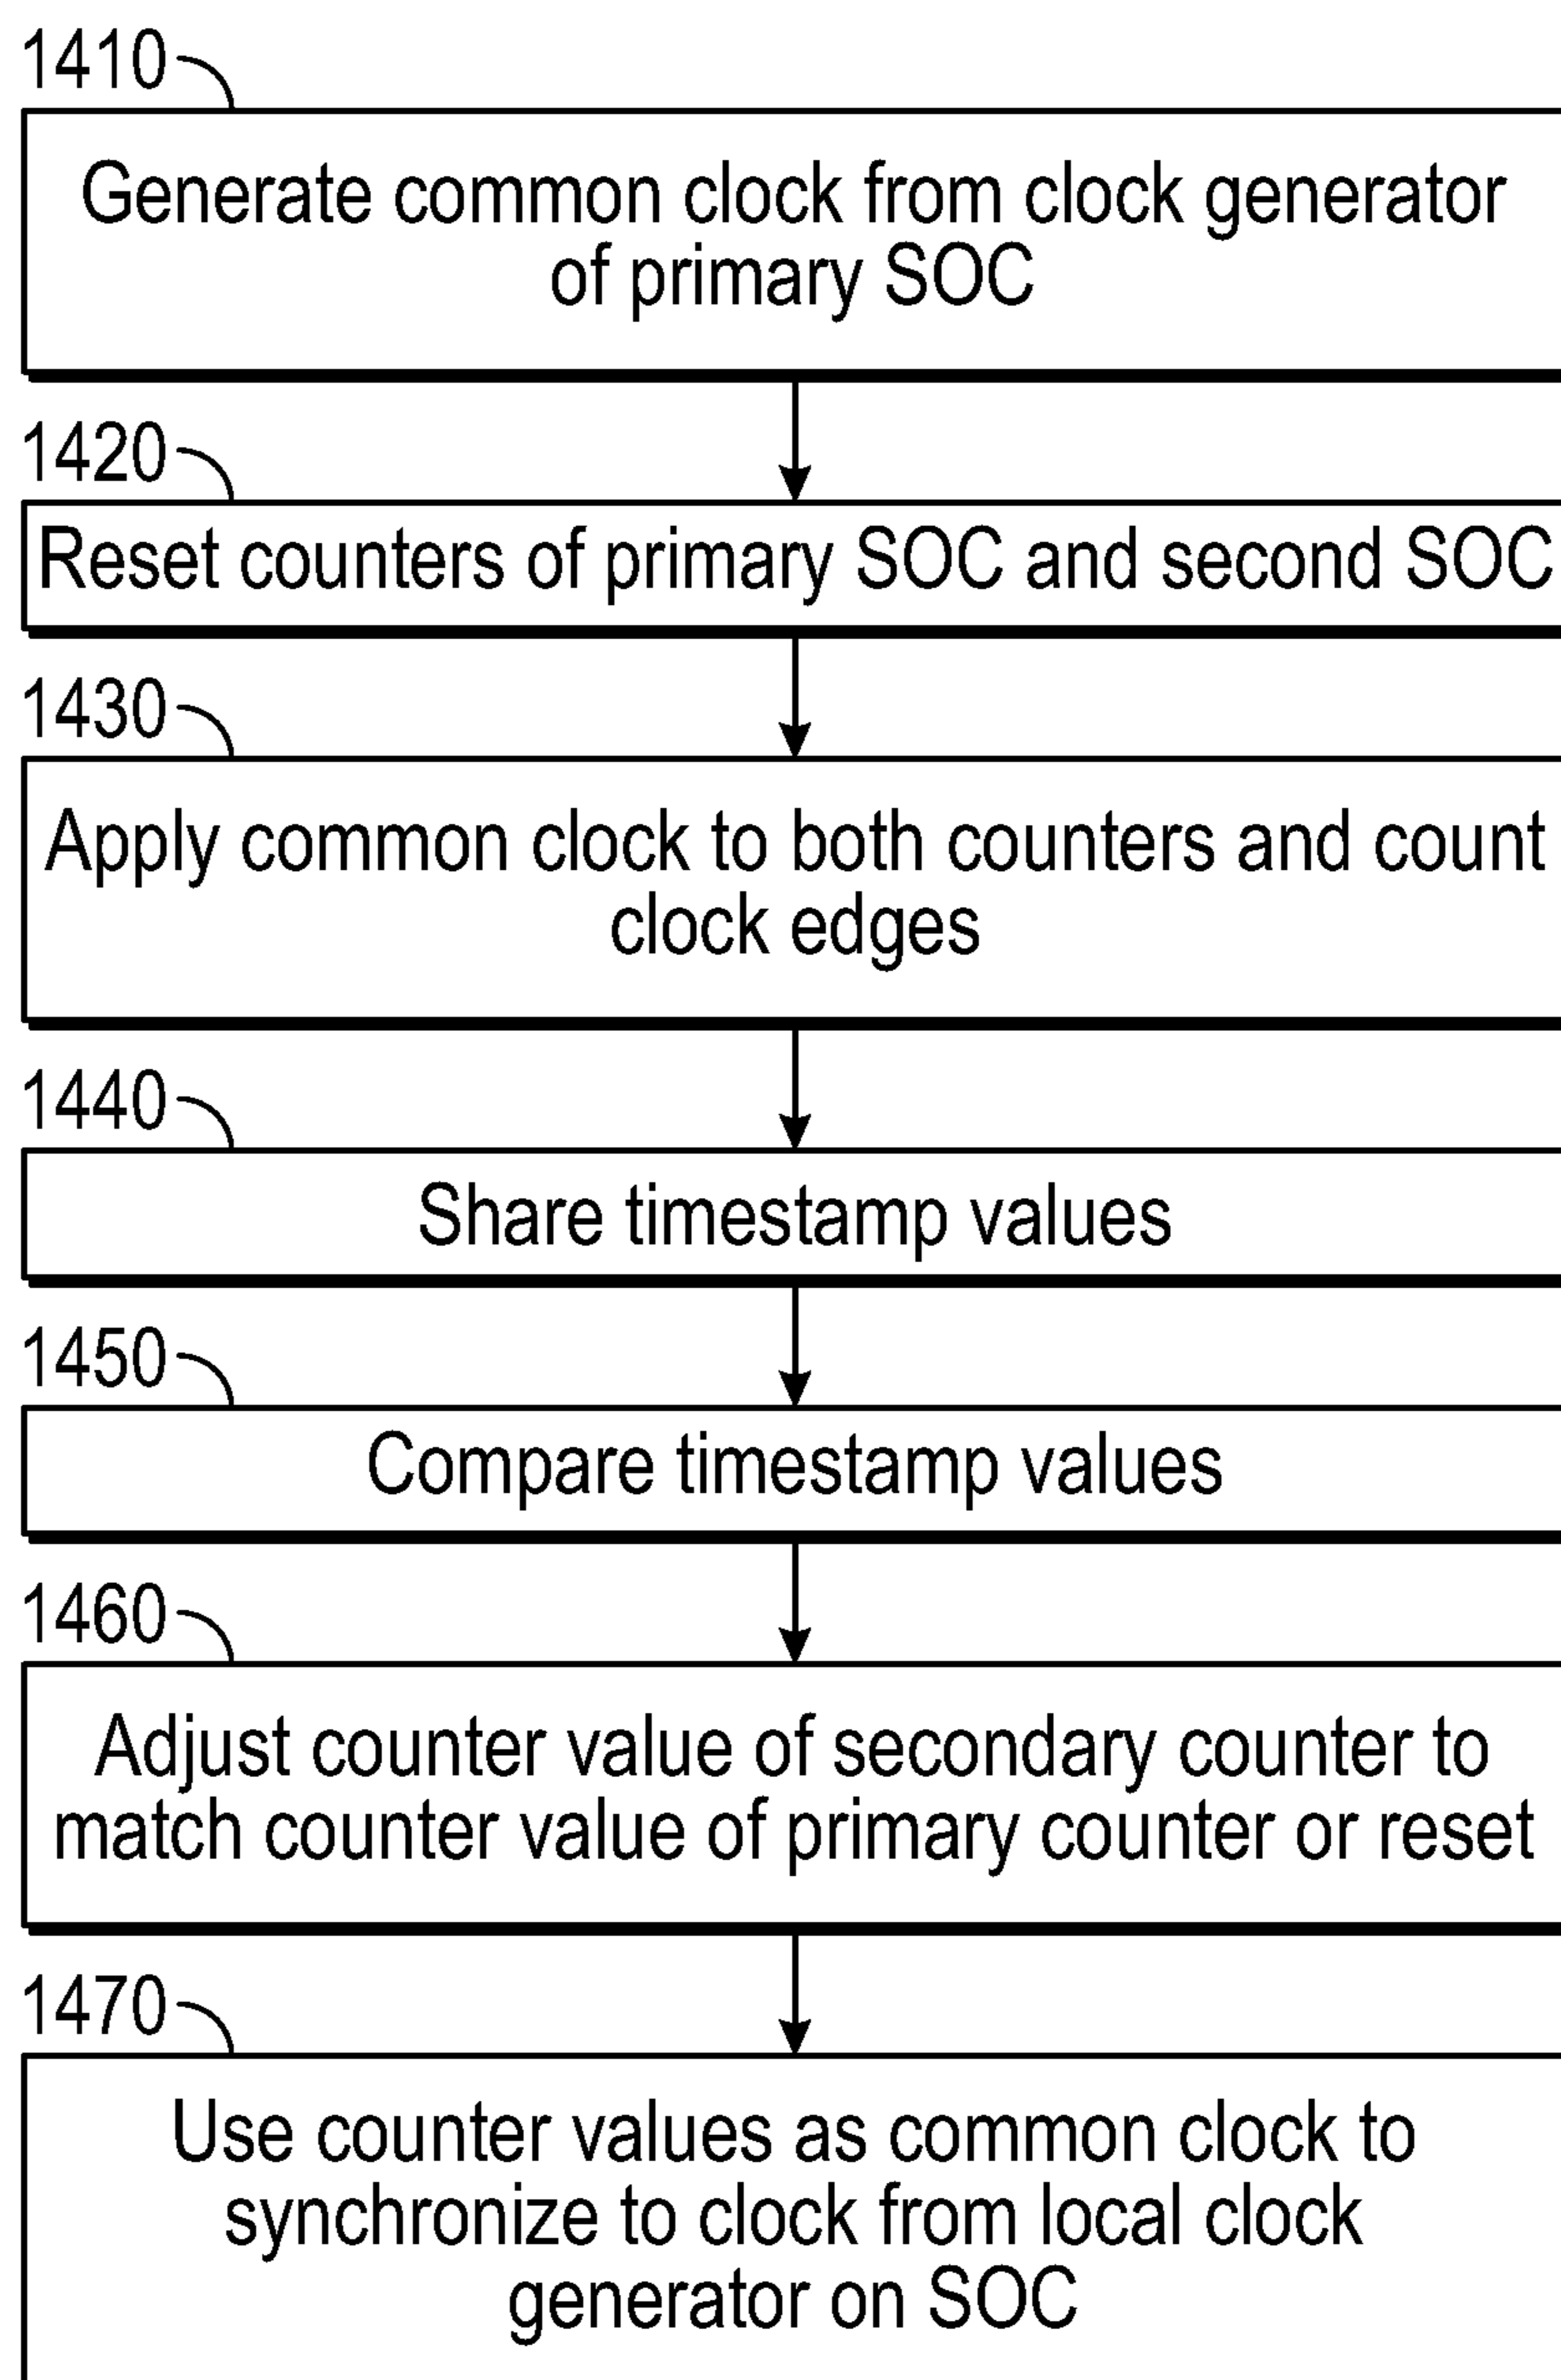 1410
Generate common clock from clock generator
of primary SOC
1420
Reset counters of primary SOC and second SOC
1430
Apply common clock to both counters and count
clock edges
1440
Share timestamp values
1450
Compare timestamp values
1460
Adjust counter value of secondary counter to
match counter value of primary counter or reset
1470
Use counter values as common clock to
synchronize to clock from local clock
generator on SOC